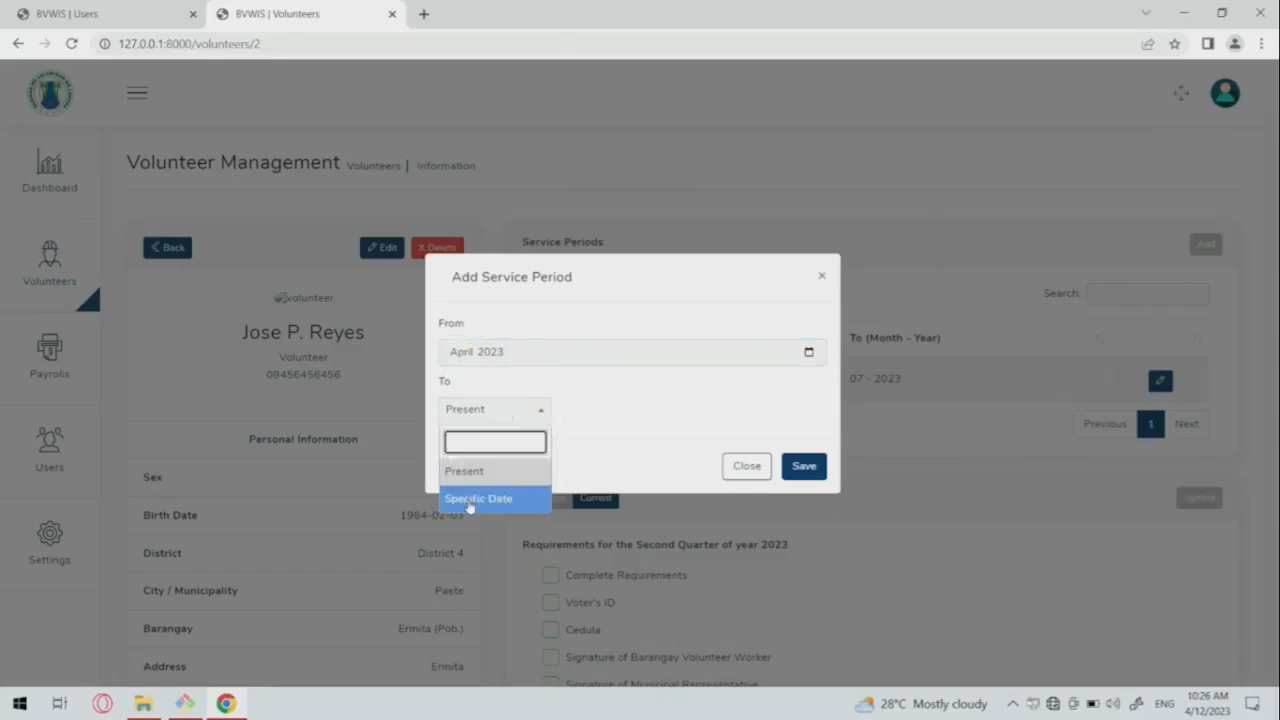 BVWIS | Users
BVWIS | Volunteers
127.0.0.1:8000/volunteers/2
Volunteer Management Volunteers | Information
Dashboard
Volunteers
Payrolls
Users
Settings
Back
Edit
X Delete
volunteer
Jose P. Reyes
Volunteer
09456456456
Personal Information
Sex
Birth Date 1984-02-03
District District 4
City / Municipality Paete
Barangay Ermita (Pob.)
Address Ermita
Service Periods
Add
Search:
To (Month - Year)
07 - 2023
Previous 1 Next
Add Service Period
×
From
April 2023
To
Present
Present
Specific Date
Close
Save
Current
Update
Requirements for the Second Quarter of year 2023
Complete Requirements
Voter's ID
Cedula
Signature of Barangay Volunteer Worker
Signature of Municipal Representative
28°C Mostly cloudy
ENG
10:26 AM
4/12/2023